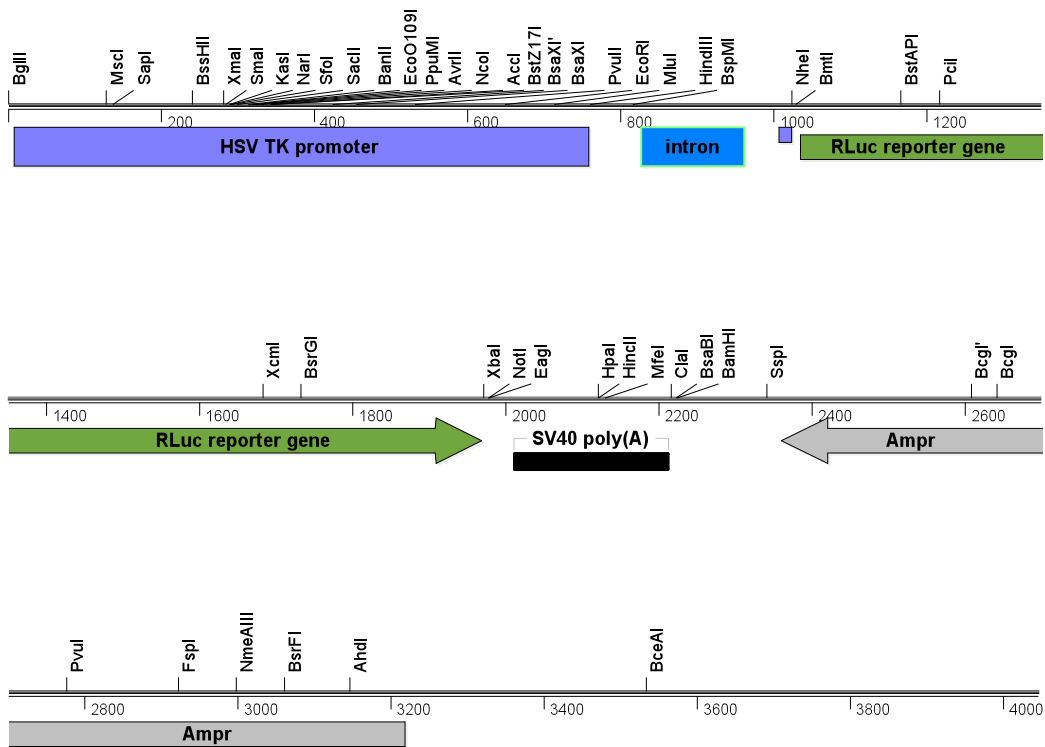 BglII MscI SapI BssHII XmaI SmaI KasI NarI SfoI SacII BanII EcoO109I PpuMI AvrII NcoI AccI BstZ17I BsaXI' BsaXI PvuII EcoRI MluI HindIII BspMI NheI BmtI BstAPI PciI
200 400 600 800 1000 1200
HSV TK promoter intron RLuc reporter gene
XcmI BsrGI XbaI NotI EagI HpaI HincII MfeI ClaI BsaBI BamHI SspI BcgI' BcgI
1400 1600 1800 2000 2200 2400 2600
RLuc reporter gene SV40 poly(A) Ampr
PvuI FspI NmeAIII BsrFI AhdI BceAI
2800 3000 3200 3400 3600 3800 4000
Ampr